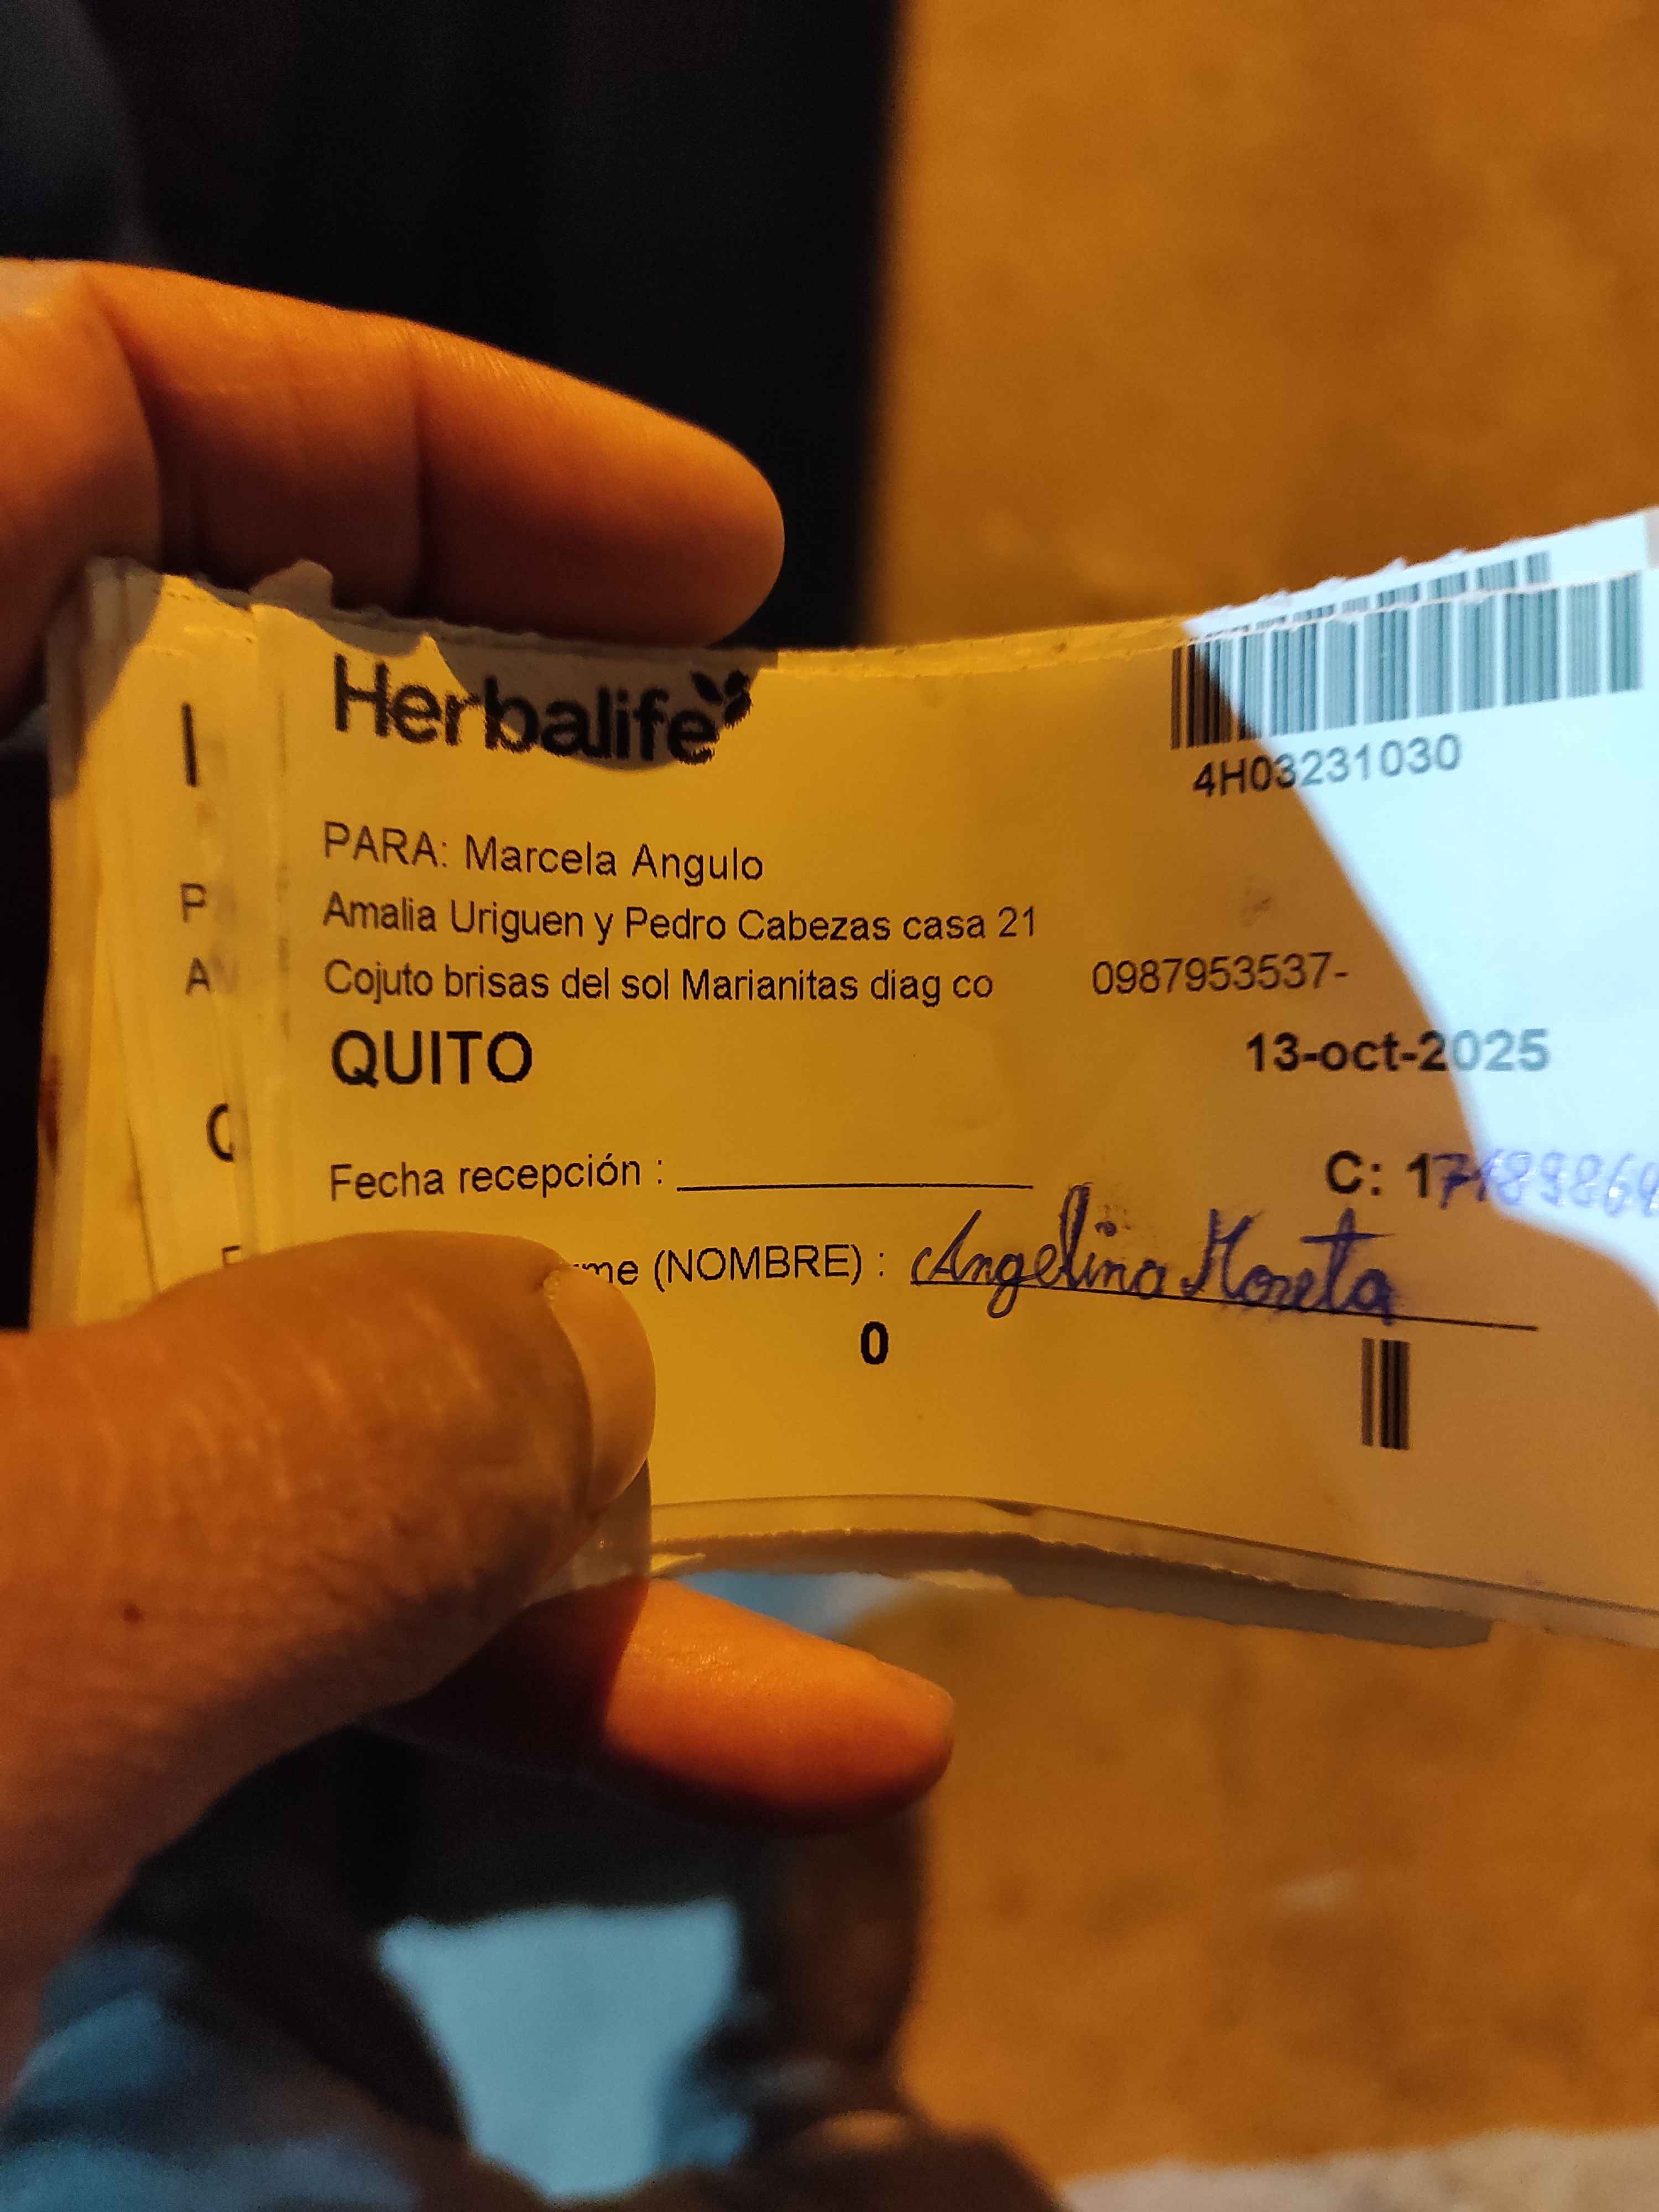 Herbalife
4H03231030
PARA: Marcela Angulo
Amalia Uriguen y Pedro Cabezas casa 21
Cojuto brisas del sol Marianitas diag co 0987953537-
QUITO 13-oct-2025
Fecha recepción :
C: 17
(NOMBRE) : Angelina Moreta
0